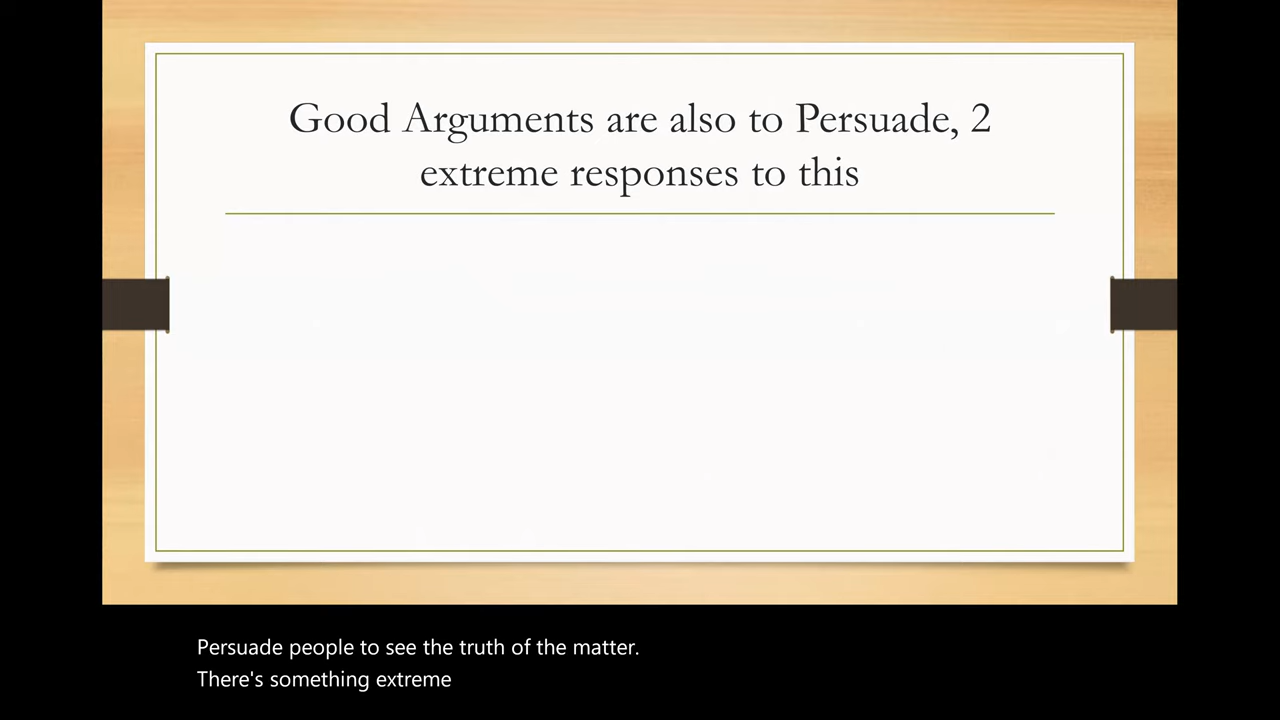 Good Arguments are also to Persuade, 2
extreme responses to this
Persuade people to see the truth of the matter.
There's something extreme